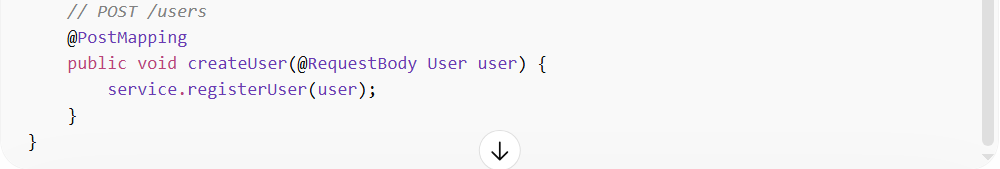 // POST /users
@PostMapping
public void createUser(@RequestBody User user) {
service.registerUser(user);
}
}